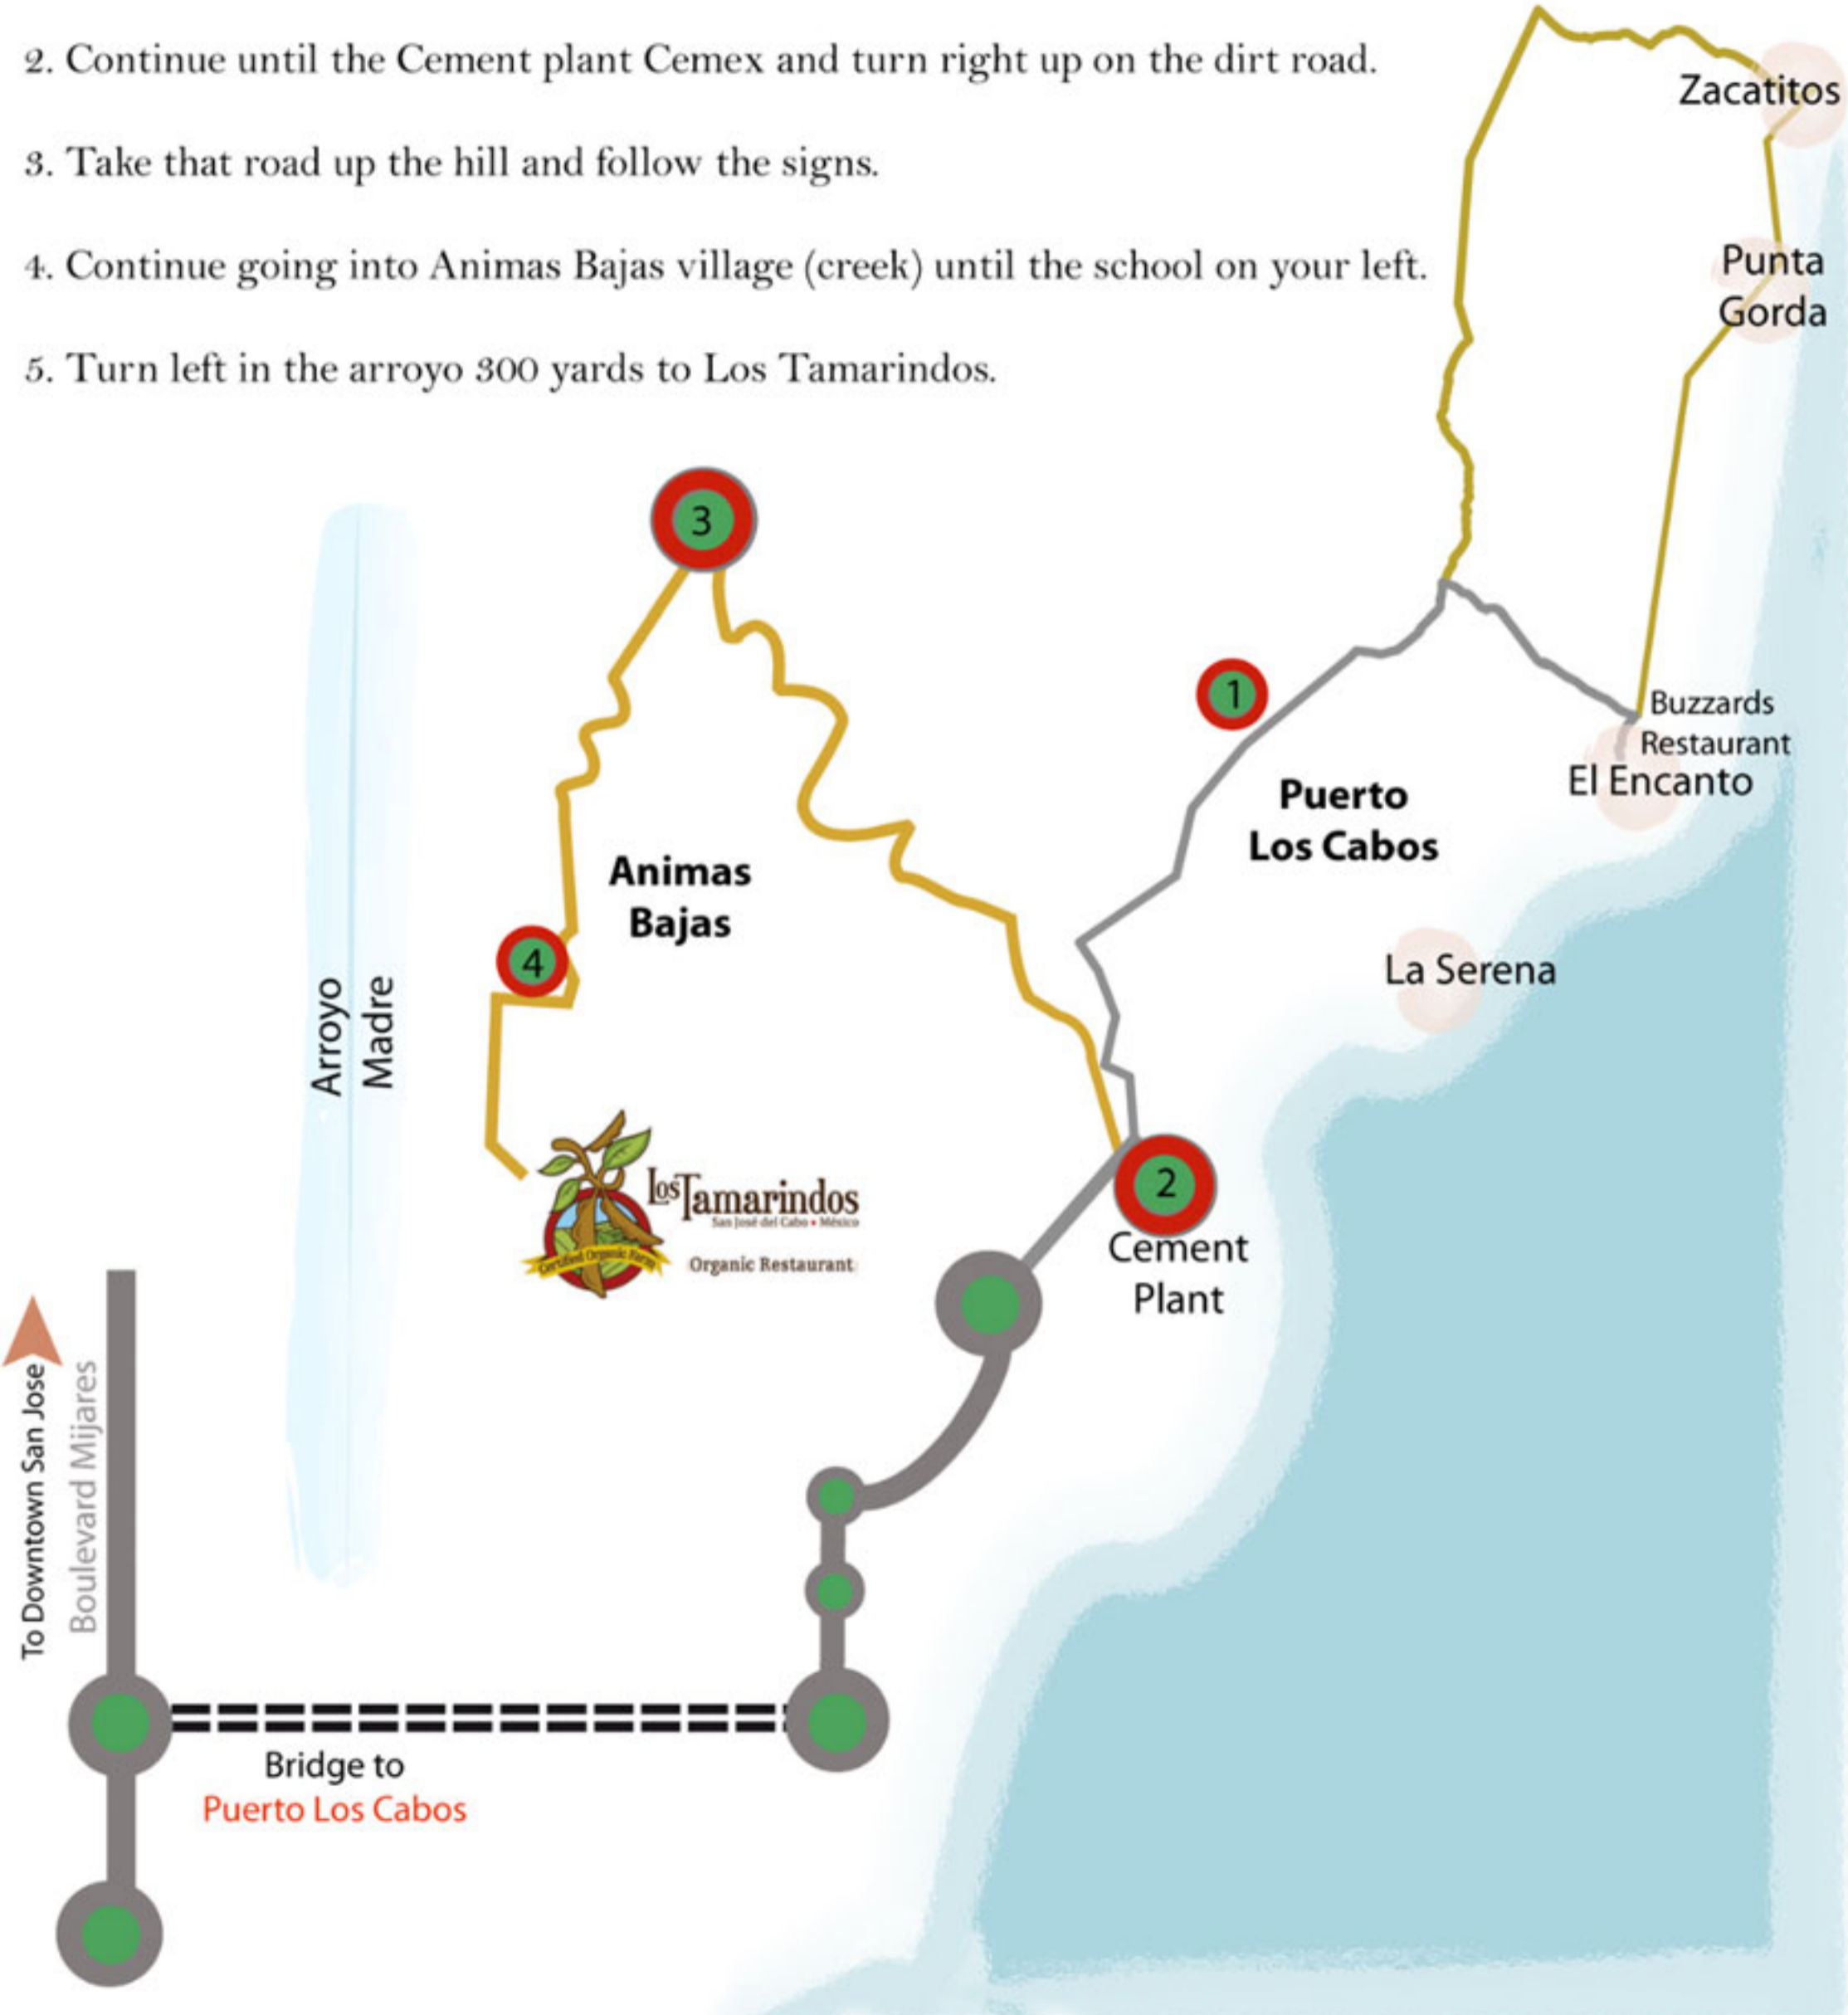 2. Continue until the Cement plant Cemex and turn right up on the dirt road.
3. Take that road up the hill and follow the signs.
4. Continue going into Animas Bajas village (creek) until the school on your left.
5. Turn left in the arroyo 300 yards to Los Tamarindos.
Zacatitos
Punta
Gorda
3
1
Buzzards
Restaurant
El Encanto
Puerto
Los Cabos
Animas
Bajas
4
La Serena
Arroyo
Madre
2
Cement
Plant
Los Tamarindos
San José del Cabo • México
Certified Organic Farm
Organic Restaurant
To Downtown San Jose
Boulevard Mijares
Bridge to
Puerto Los Cabos